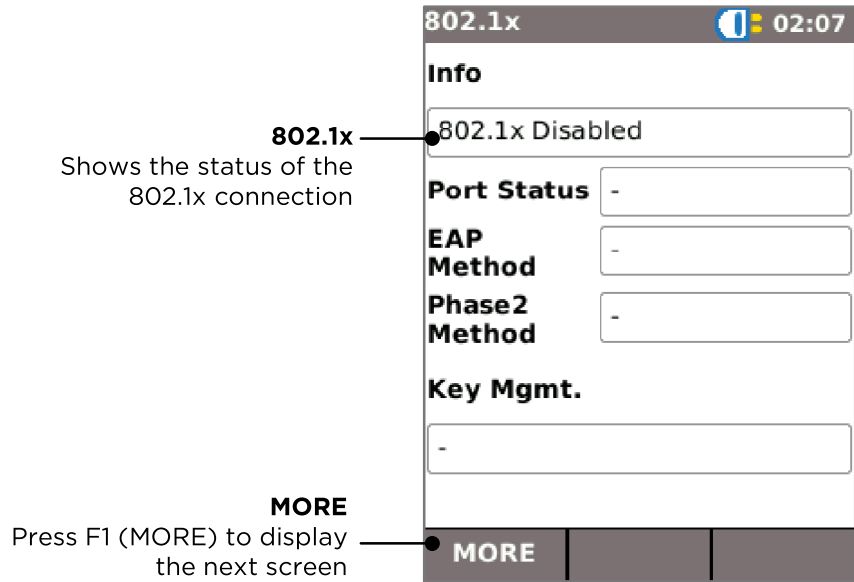 802.1x
02:07
Info
802.1x
Shows the status of the
802.1x connection
802.1x Disabled
Port Status -
EAP
Method
-
Phase2
Method
-
Key Mgmt.
-
MORE
Press F1 (MORE) to display
the next screen
MORE